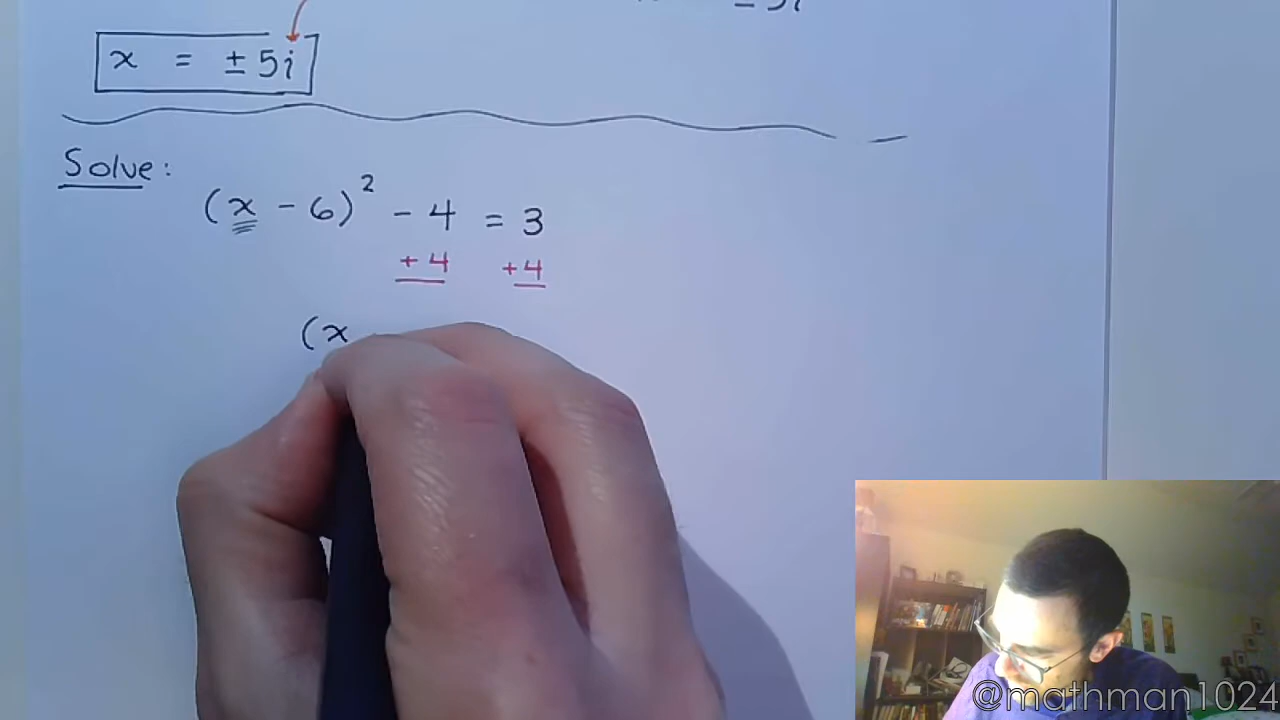 x = ± 5i
Solve:
(x - 6)² - 4 = 3
+ 4 + 4
(x
@mathman1024